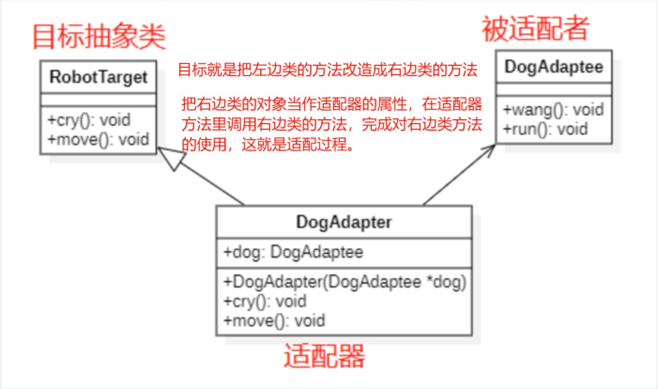 目标抽象类
被适配者
RobotTarget
+cry(): void
+move(): void
目标就是把左边类的方法改造成右边类的方法
把右边类的对象当作适配器的属性，在适配器
方法里调用右边类的方法，完成对右边类方法
的使用，这就是适配过程。
DogAdaptee
+wang(): void
+run(): void
DogAdapter
+dog: DogAdaptee
+DogAdapter(DogAdaptee *dog)
+cry(): void
+move(): void
适配器